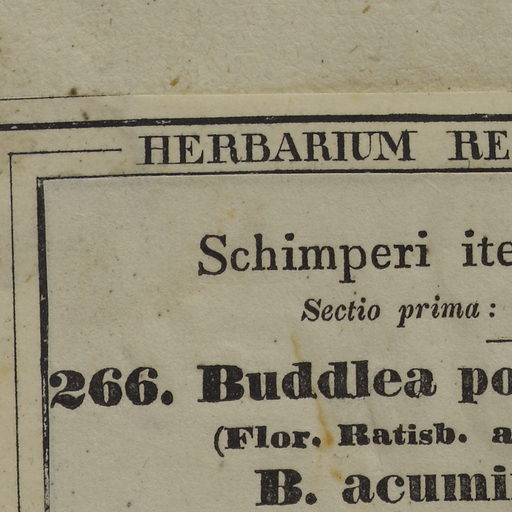 HERBARIUM RE
Schimperi ite
Sectio prima:
266. Buddlea po
(Flor. Ratisb. a
B. acumi